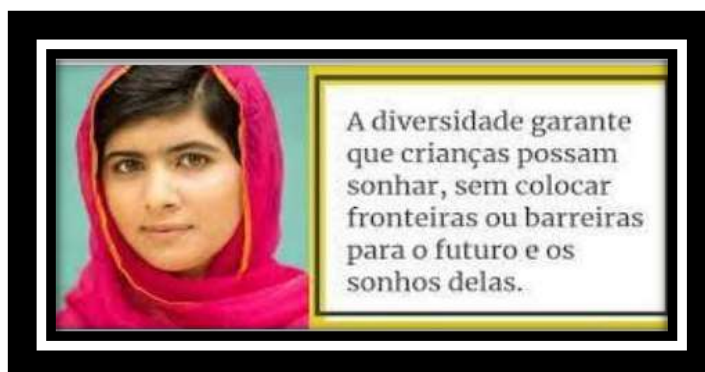 A diversidade garante
que crianças possam
sonhar, sem colocar
fronteiras ou barreiras
para o futuro e os
sonhos delas.